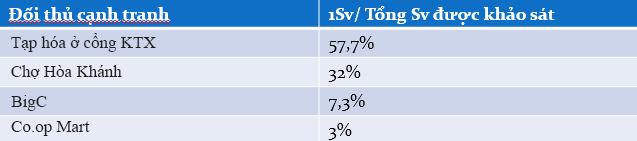 Đối thủ cạnh tranh 1Sv/ Tổng Sv được khảo sát
Tạp hóa ở cổng KTX 57,7%
Chợ Hòa Khánh 32%
BigC 7,3%
Co.op Mart 3%